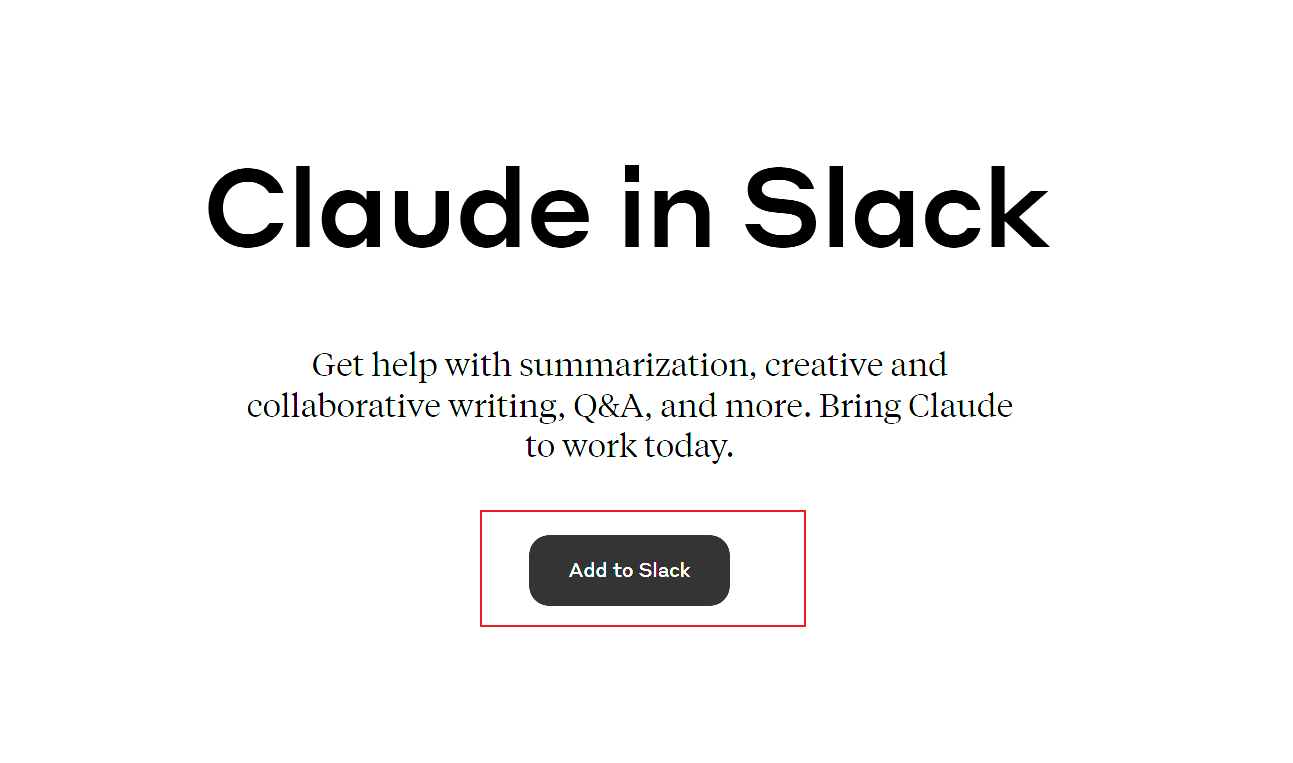 Claude in Slack
Get help with summarization, creative and
collaborative writing, Q&A, and more. Bring Claude
to work today.
Add to Slack